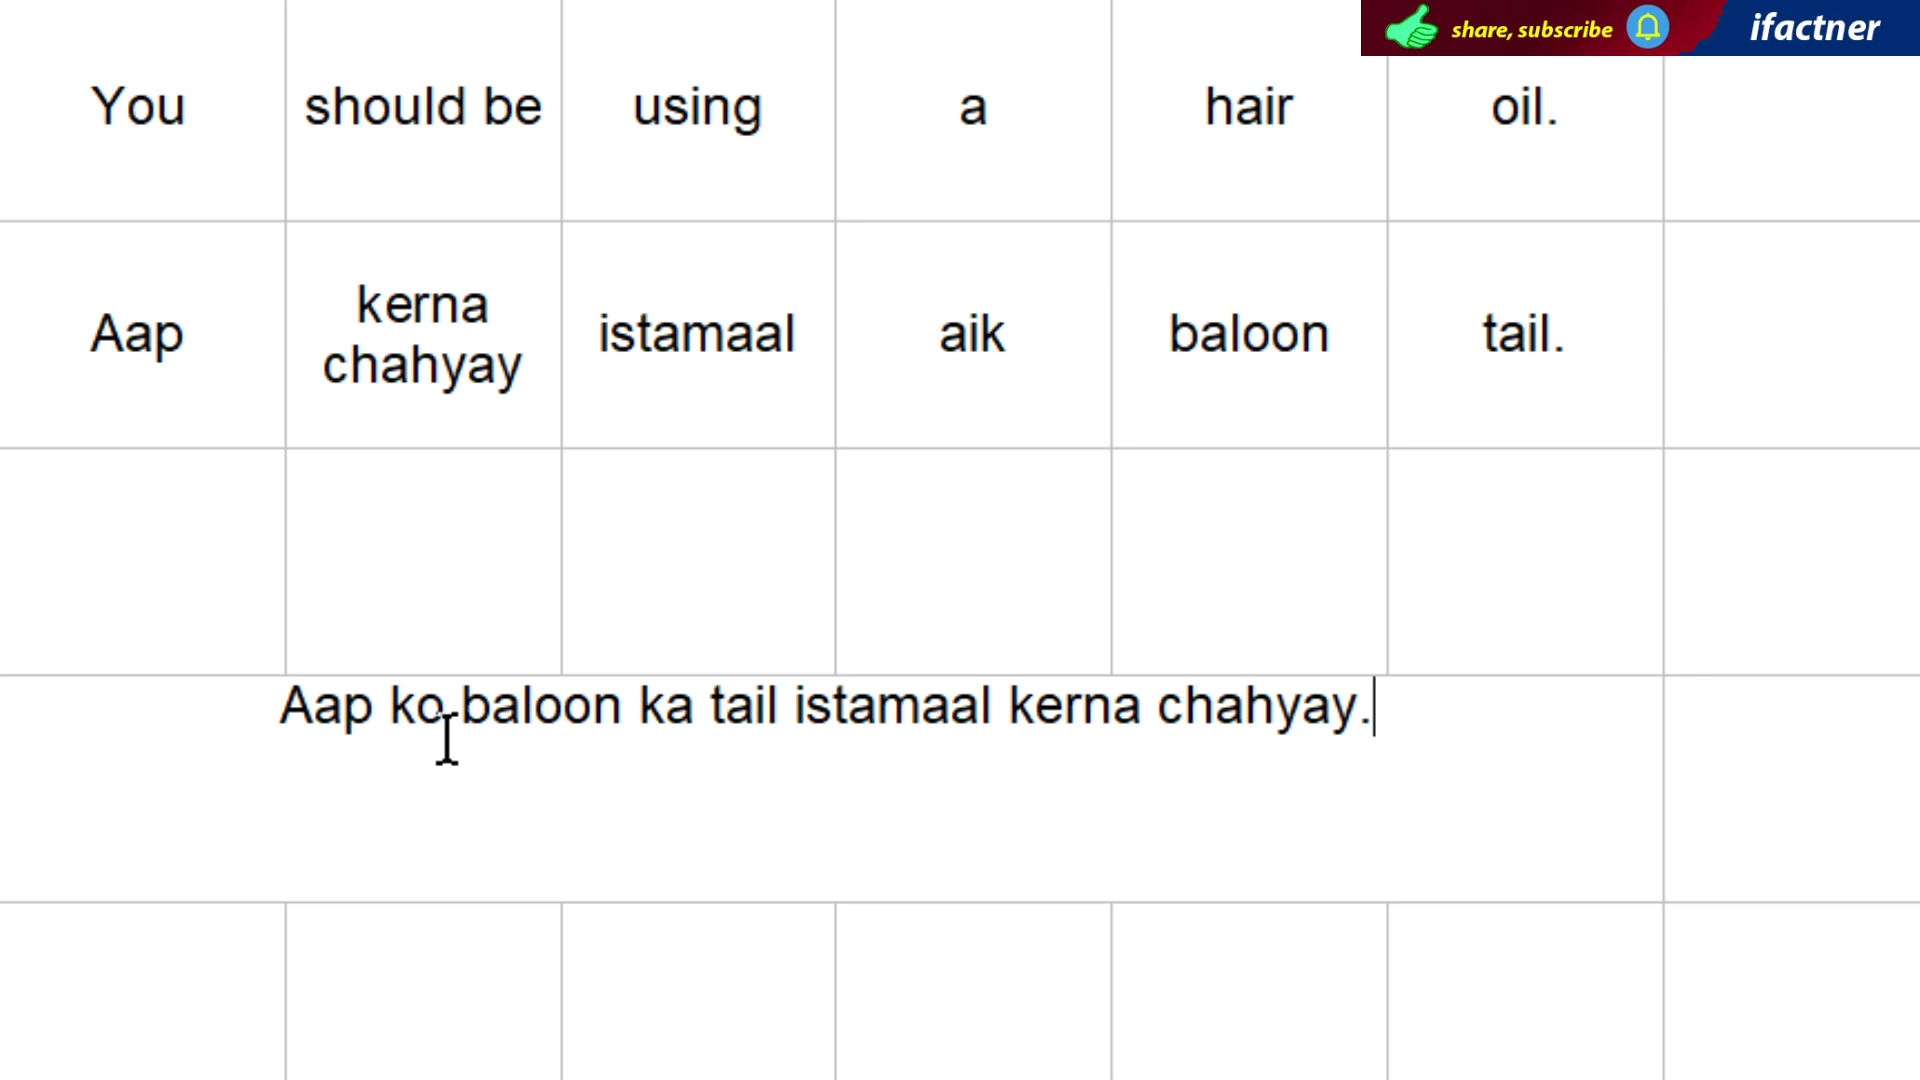 share, subscribe
ifactner
You should be using a hair oil.
Aap kerna chahyay istamaal aik baloon tail.
Aap ko baloon ka tail istamaal kerna chahyay.